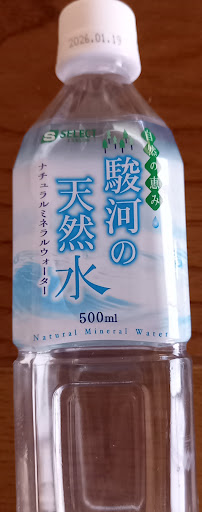 2026.01.19
S SELECT
自然の恵み
駿河の
天然水
ナチュラルミネラルウォーター
500ml
Natural Mineral Water